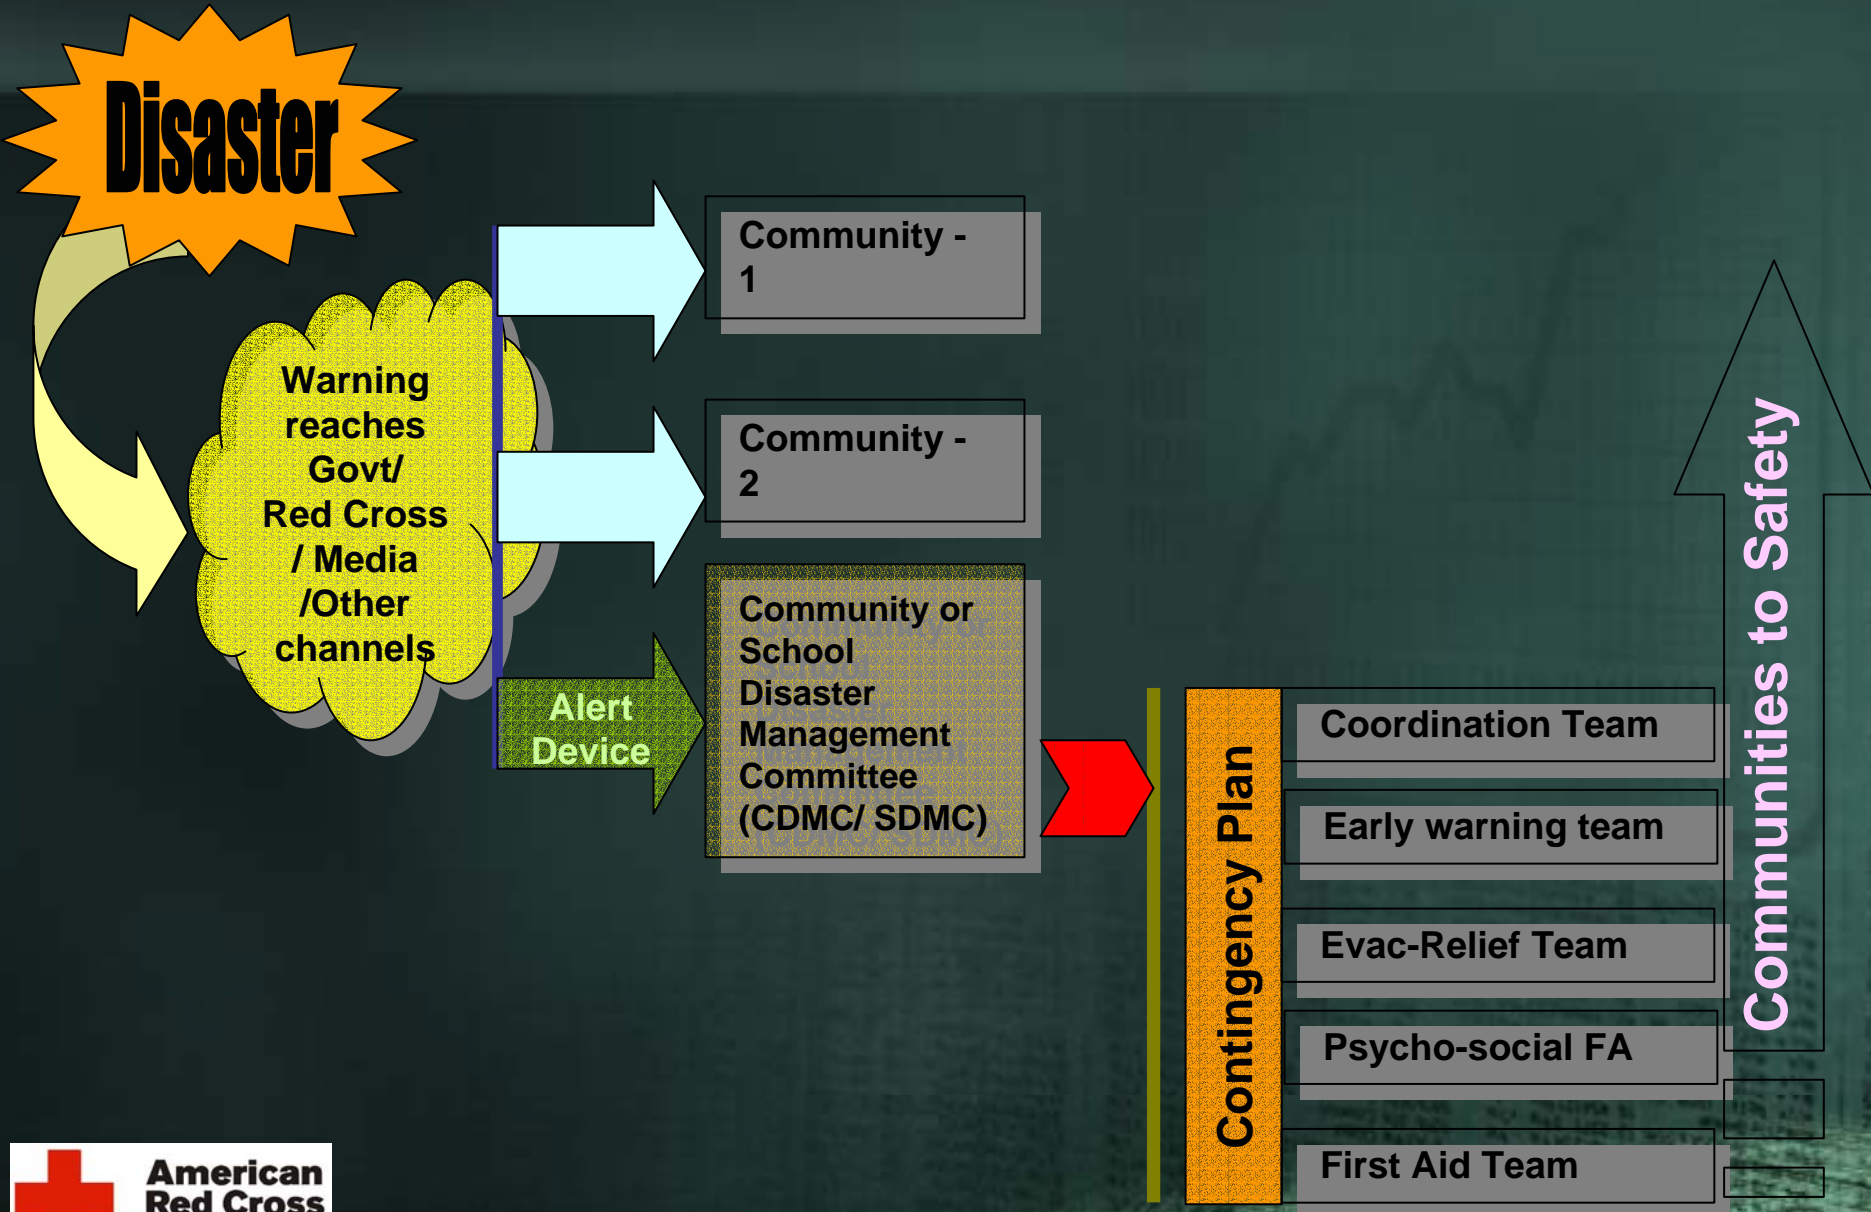 Disaster
Warning
reaches
Govt/
Red Cross
/ Media
/Other
channels
Community -
1
Community -
2
Alert
Device
Community or
School
Disaster
Management
Committee
(CDMC/ SDMC)
Contingency Plan
Coordination Team
Early warning team
Evac-Relief Team
Psycho-social FA
First Aid Team
Communities to Safety
American
Red Cross